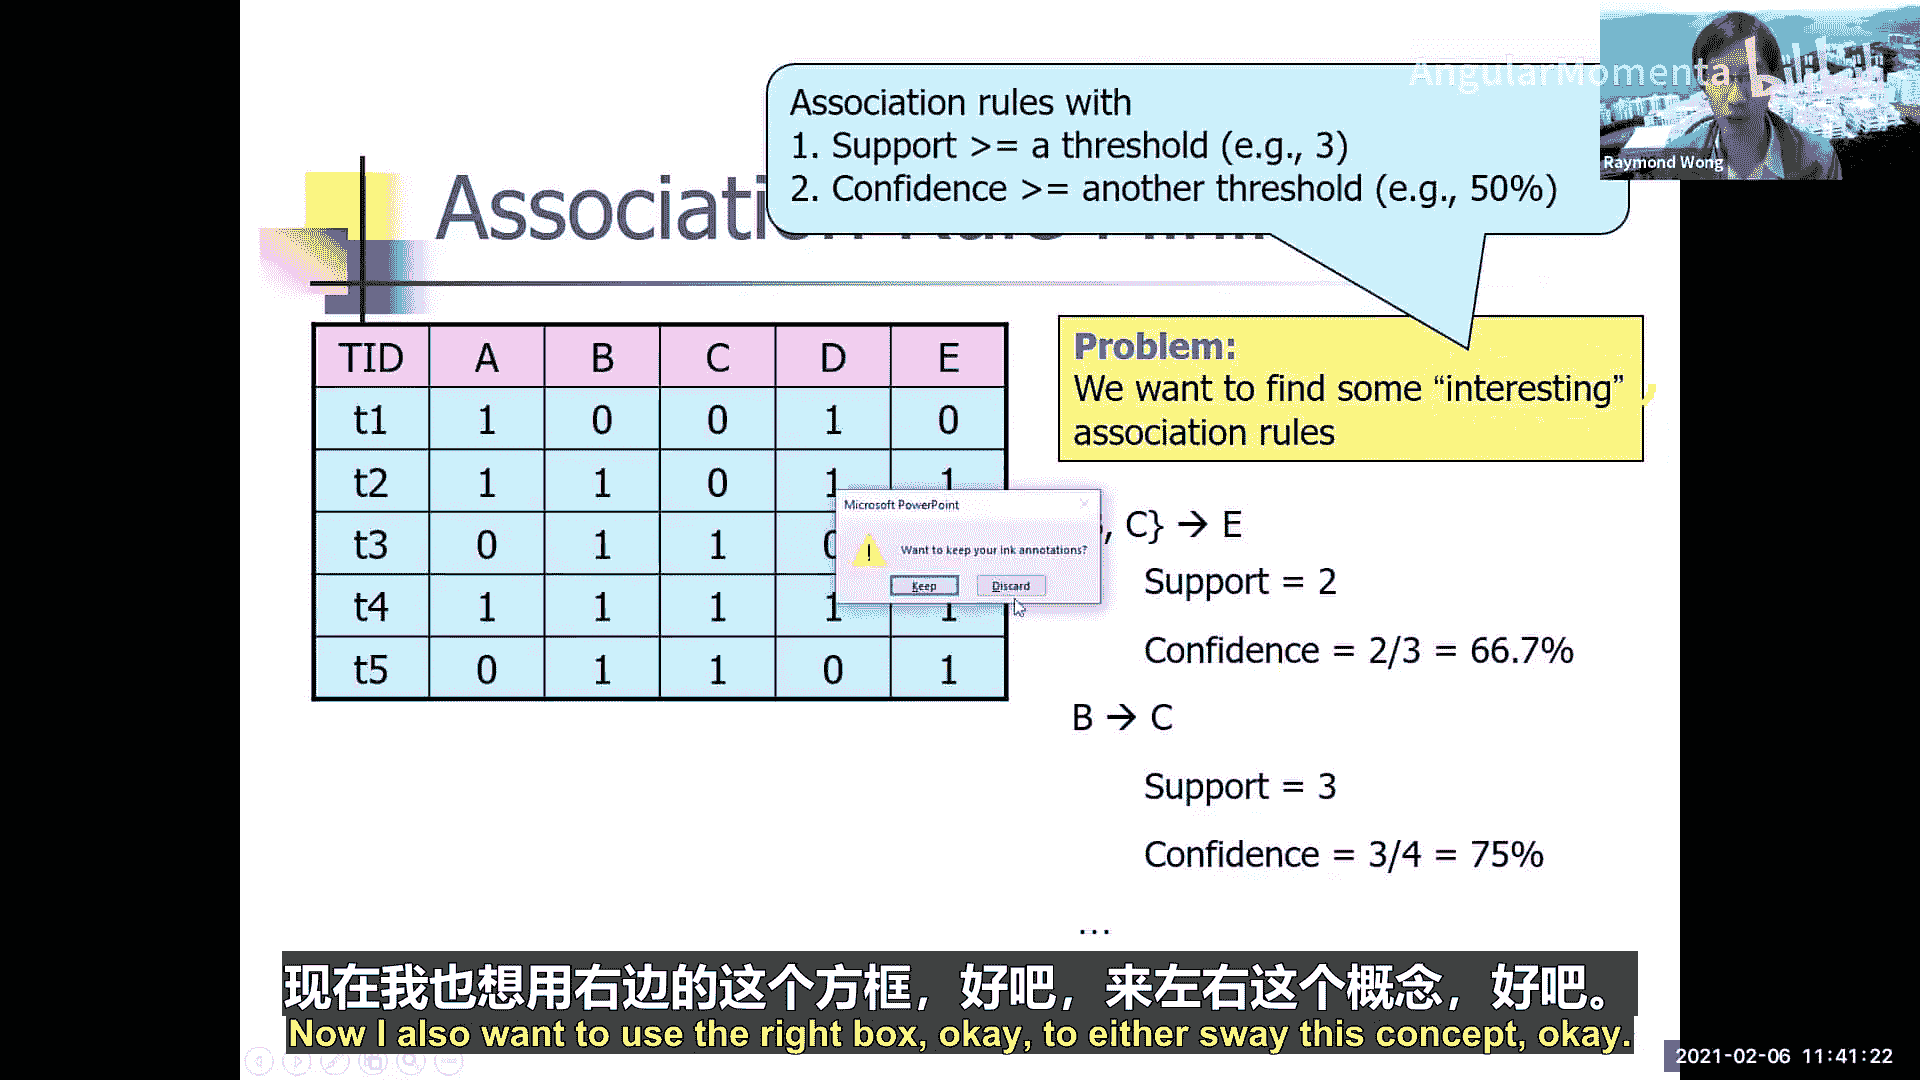 AngularMomenta
bilibili
Raymond Wong
Association rules with
1. Support >= a threshold (e.g., 3)
2. Confidence >= another threshold (e.g., 50%)
Associati
TID A B C D E
t1 1 0 0 1 0
t2 1 1 0 1 1
t3 0 1 1 0
t4 1 1 1 1 1
t5 0 1 1 0 1
Problem:
We want to find some “interesting”
association rules
Microsoft PowerPoint
Want to keep your ink annotations?
Keep Discard
, C} → E
Support = 2
Confidence = 2/3 = 66.7%
B → C
Support = 3
Confidence = 3/4 = 75%
...
现在我也想用右边的这个方框，好吧，来左右这个概念，好吧。
Now I also want to use the right box, okay, to either sway this concept, okay.
2021-02-06 11:41:22